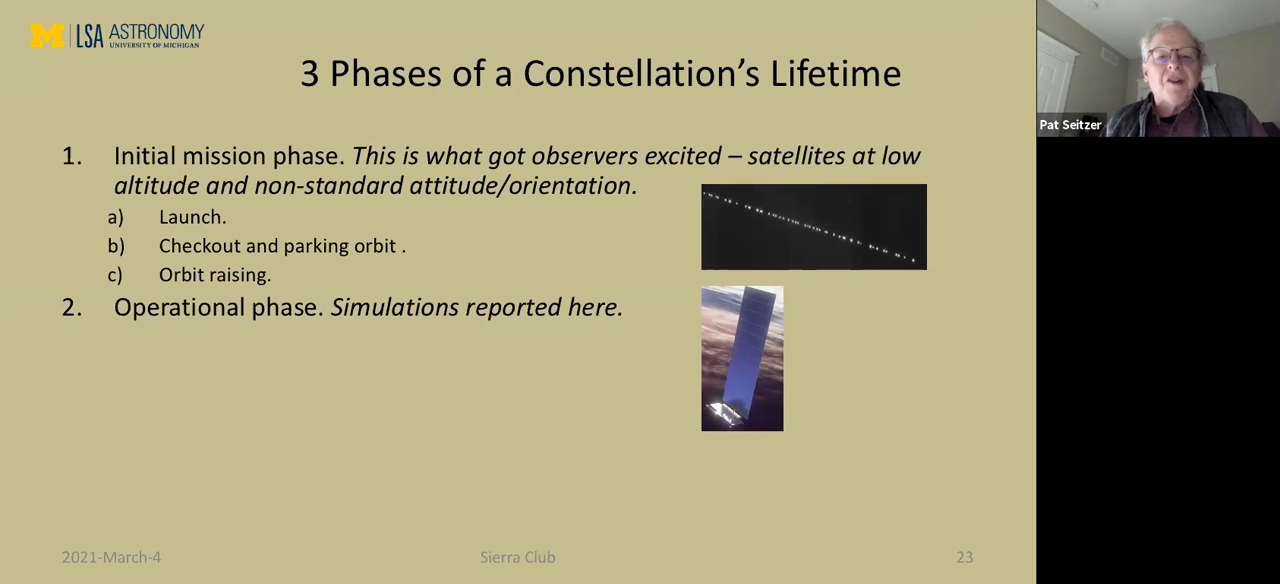 M LSA ASTRONOMY
UNIVERSITY OF MICHIGAN
3 Phases of a Constellation's Lifetime
1. Initial mission phase. This is what got observers excited – satellites at low
altitude and non-standard attitude/orientation.
a) Launch.
b) Checkout and parking orbit .
c) Orbit raising.
2. Operational phase. Simulations reported here.
2021-March-4 Sierra Club 23
Pat Seitzer